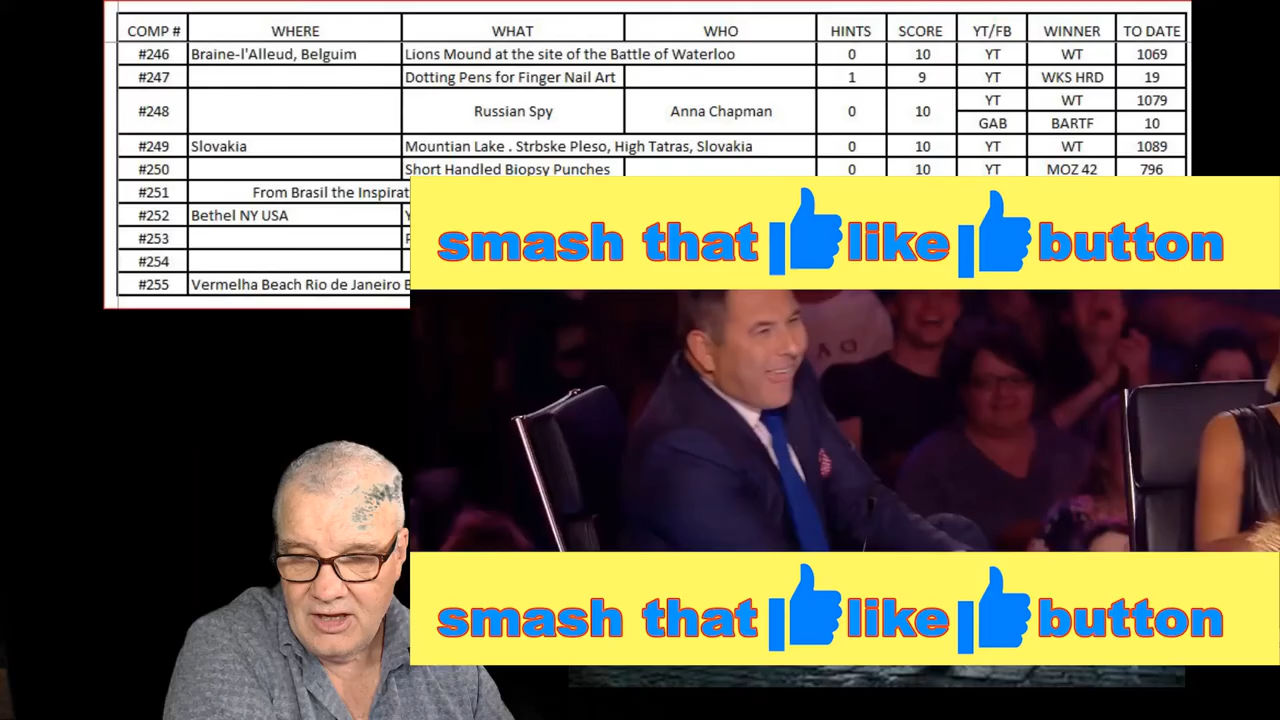 COMP # WHERE WHAT WHO HINTS SCORE YT/FB WINNER TO DATE
#246 Braine-l'Alleud, Belguim Lions Mound at the site of the Battle of Waterloo 0 10 YT WT 1069
#247 Dotting Pens for Finger Nail Art 1 9 YT WKS HRD 19
#248 Russian Spy Anna Chapman 0 10 YT WT 1079
GAB BARTF 10
#249 Slovakia Mountian Lake . Strbske Pleso, High Tatras, Slovakia 0 10 YT WT 1089
#250 Short Handled Biopsy Punches 0 10 YT MOZ 42 796
#251 From Brasil the Inspirat
#252 Bethel NY USA
#253
#254
#255 Vermelha Beach Rio de Janeiro B
smash that like button
smash that like button